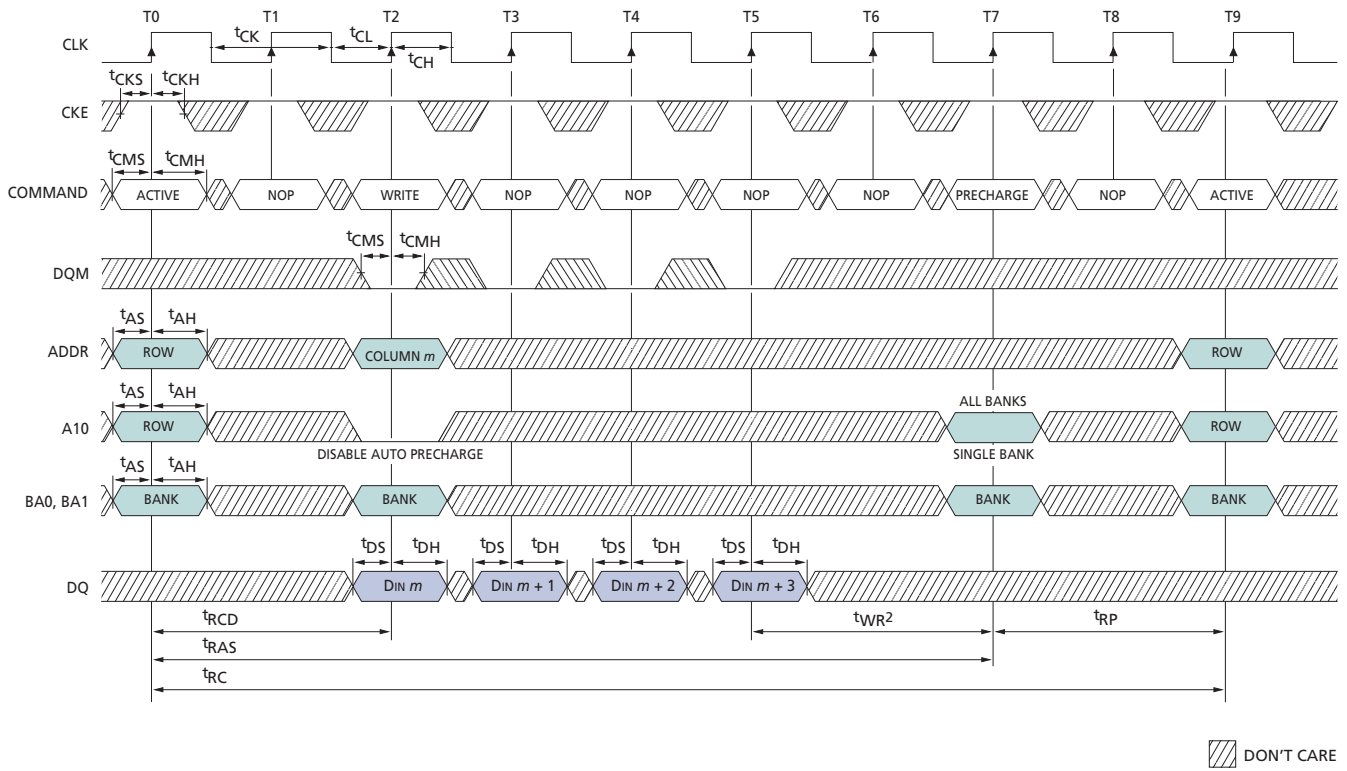 T0 T1 T2 T3 T4 T5 T6 T7 T8 T9
CLK
tCK tCL
tCH
tCKS tCKH
CKE
tCMS tCMH
COMMAND ACTIVE NOP WRITE NOP NOP NOP NOP PRECHARGE NOP ACTIVE
tCMS tCMH
DQM
tAS tAH
ADDR ROW COLUMN m ROW
tAS tAH ALL BANKS
A10 ROW ROW
DISABLE AUTO PRECHARGE SINGLE BANK
tAS tAH
BA0, BA1 BANK BANK BANK BANK
tDS tDH tDS tDH tDS tDH tDS tDH
DQ DIN m DIN m + 1 DIN m + 2 DIN m + 3
tRCD tWR2 tRP
tRAS
tRC
DON'T CARE